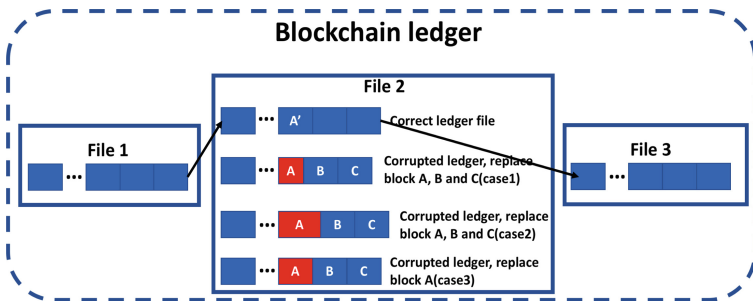 Blockchain ledger
File 1
File 2
A' Correct ledger file
A B C Corrupted ledger, replace
block A, B and C(case1)
A B C Corrupted ledger, replace
block A, B and C(case2)
A B C Corrupted ledger, replace
block A(case3)
File 3